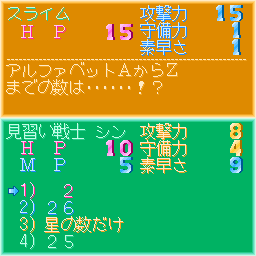 スライム 攻撃力 15
HP 15 守備力 1
素早さ 1
アルファベットAからZ
までの数は……！？
見習い戦士 シン 攻撃力 8
HP 10 守備力 4
MP 5 素早さ 9
⇨1) 2
2) 26
3) 星の数だけ
4) 25